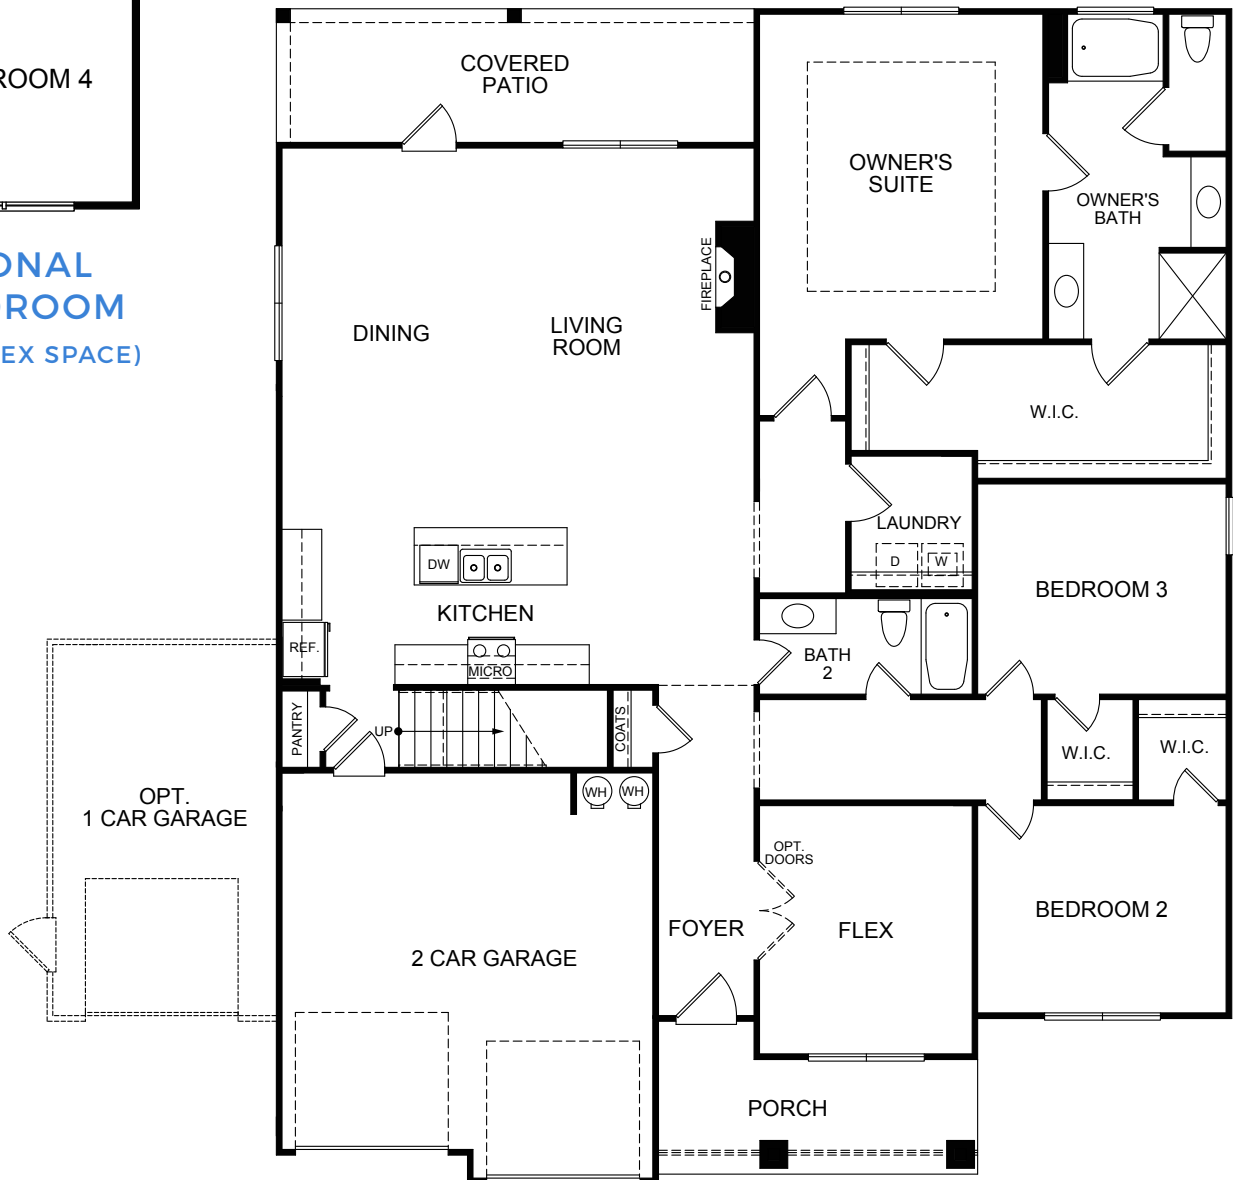 ROOM 4
ONAL
DROOM
EX SPACE)
COVERED
PATIO
OWNER'S
SUITE
OWNER'S
BATH
FIREPLACE
DINING
LIVING
ROOM
W.I.C.
LAUNDRY
D
W
DW
KITCHEN
BEDROOM 3
REF.
MICRO
BATH
2
PANTRY
UP
COATS
W.I.C.
W.I.C.
WH
WH
OPT.
1 CAR GARAGE
OPT.
DOORS
BEDROOM 2
FOYER
FLEX
2 CAR GARAGE
PORCH